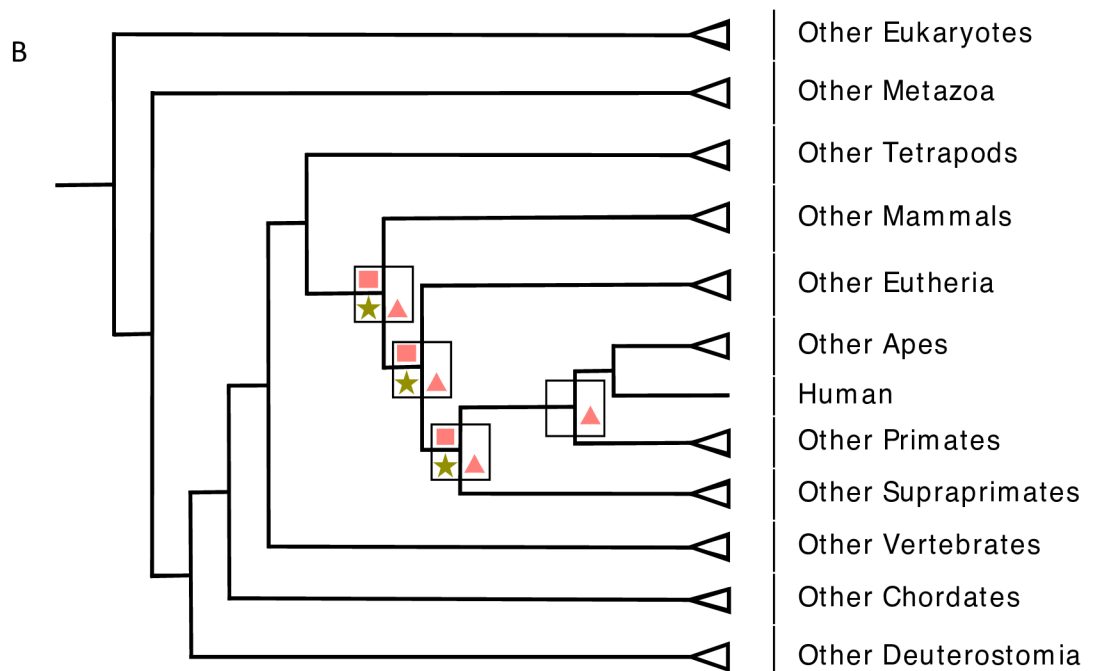 B
Other Eukaryotes
Other Metazoa
Other Tetrapods
Other Mammals
Other Eutheria
Other Apes
Human
Other Primates
Other Supraprimates
Other Vertebrates
Other Chordates
Other Deuterostomia